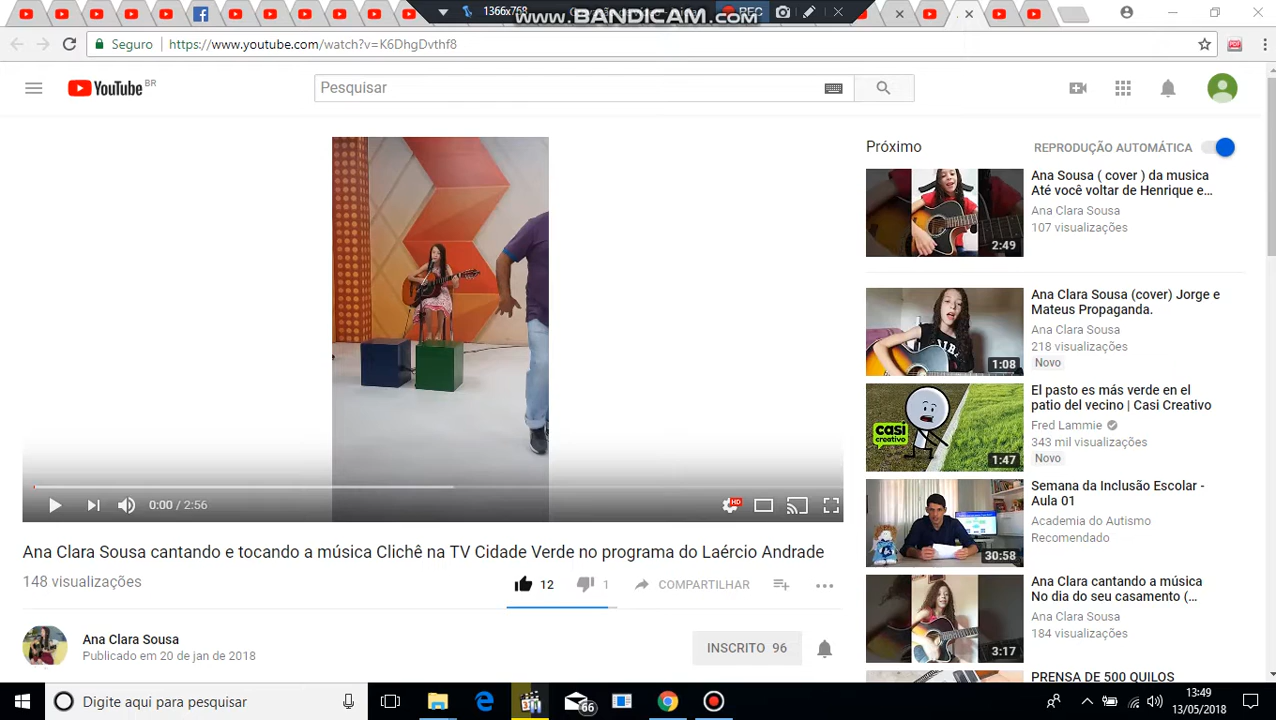 1366x768
www.BANDICAM.com
REC
Seguro
https://www.youtube.com/watch?v=K6DhgDvthf8
YouTube BR
Pesquisar
Próximo
REPRODUÇÃO AUTOMÁTICA
Ana Sousa ( cover ) da musica
Até você voltar de Henrique e...
Ana Clara Sousa
107 visualizações
2:49
Ana Clara Sousa (cover) Jorge e
Mateus Propaganda.
Ana Clara Sousa
218 visualizações
Novo
1:08
El pasto es más verde en el
patio del vecino | Casi Creativo
Fred Lammie
343 mil visualizações
Novo
casi
creativo
1:47
Semana da Inclusão Escolar -
Aula 01
Academia do Autismo
Recomendado
30:58
Ana Clara cantando a música
No dia do seu casamento (...
Ana Clara Sousa
184 visualizações
3:17
PRENSA DE 500 QUILOS
0:00 / 2:56
HD
Ana Clara Sousa cantando e tocando a música Clichê na TV Cidade Verde no programa do Laércio Andrade
148 visualizações
12
1
COMPARTILHAR
Ana Clara Sousa
Publicado em 20 de jan de 2018
INSCRITO 96
Digite aqui para pesquisar
66
13:49
13/05/2018